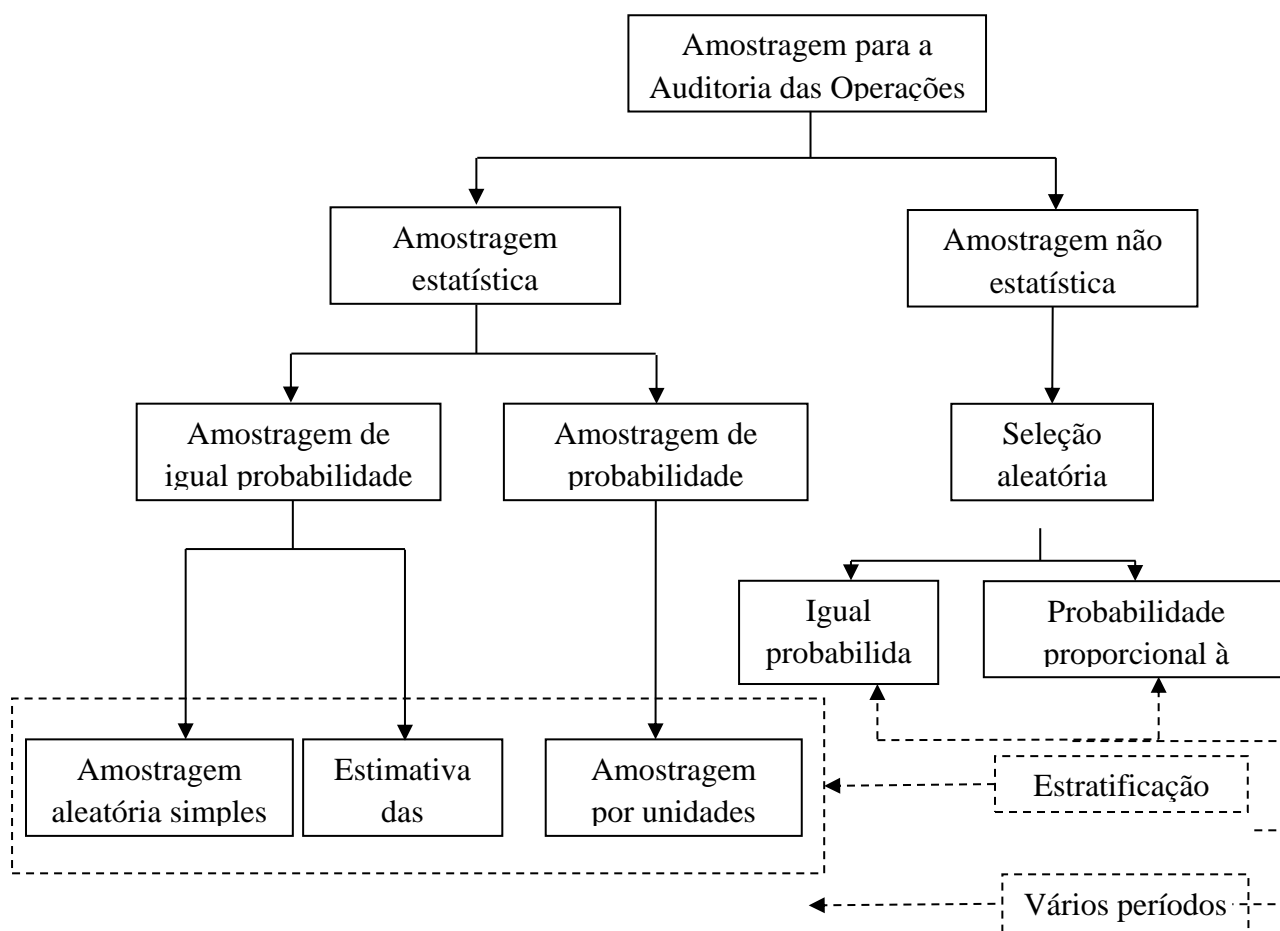 Amostragem para a
Auditoria das Operações
Amostragem
estatística
Amostragem não
estatística
Amostragem de
igual probabilidade
Amostragem de
probabilidade
Seleção
aleatória
Igual
probabilida
Probabilidade
proporcional à
Amostragem
aleatória simples
Estimativa
das
Amostragem
por unidades
Estratificação
Vários períodos